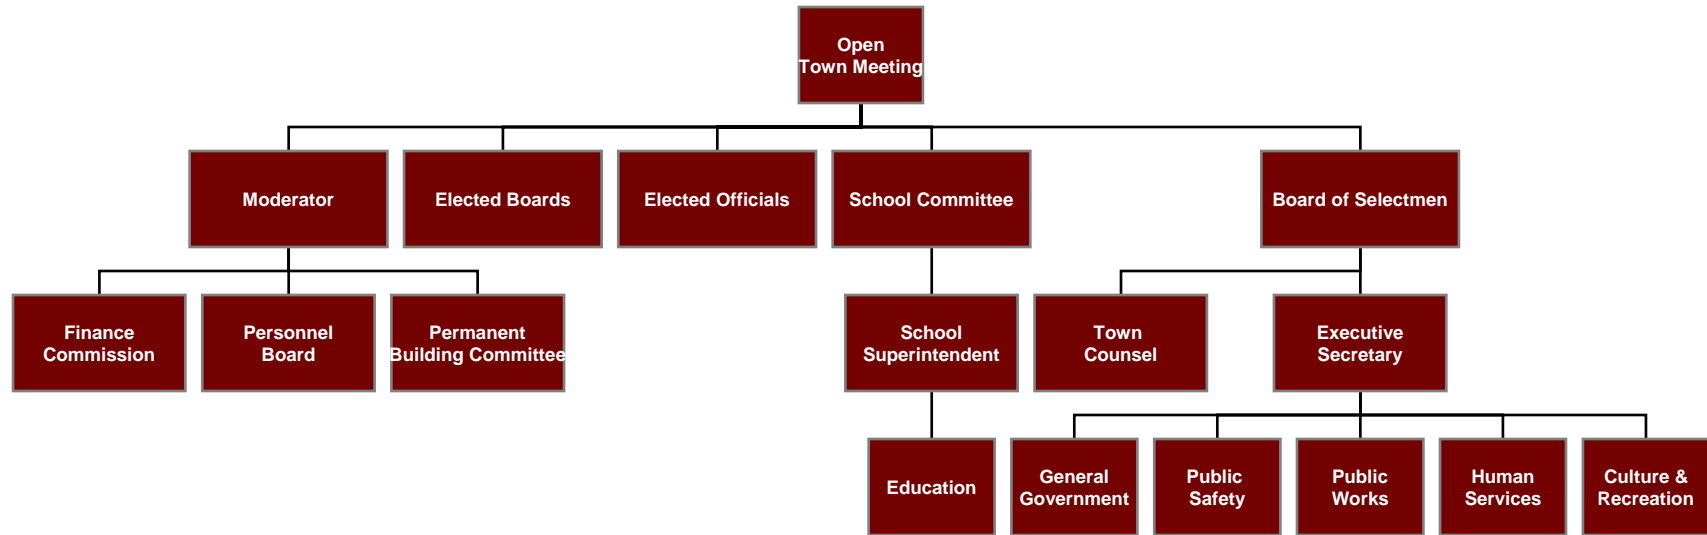 Open
Town Meeting
Moderator
Elected Boards
Elected Officials
School Committee
Board of Selectmen
Finance
Commission
Personnel
Board
Permanent
Building Committee
School
Superintendent
Town
Counsel
Executive
Secretary
Education
General
Government
Public
Safety
Public
Works
Human
Services
Culture &
Recreation